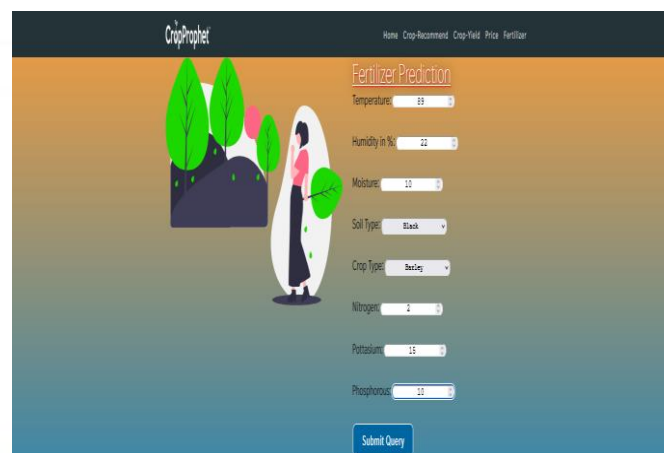 CropProphet
Home Crop-Recommend Crop-Yield Price Fertilizer
Fertilizer Prediction
Temperature: 89
Humidity in %: 22
Moisture: 10
Soil Type: Black
Crop Type: Barley
Nitrogen: 2
Pottasium: 15
Phosphorous: 10
Submit Query